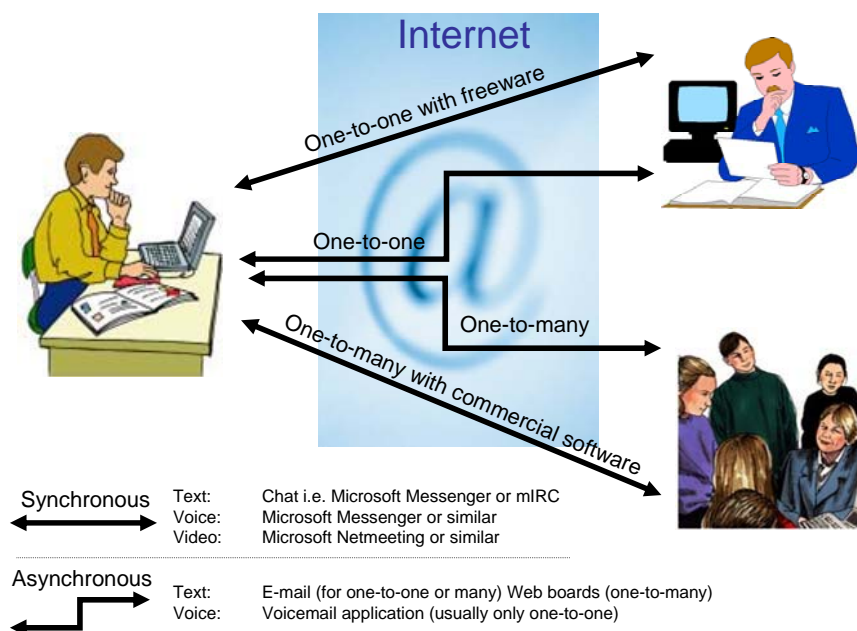 Internet
One-to-one with freeware
One-to-one
One-to-many
One-to-many with commercial software
Synchronous
Text: Chat i.e. Microsoft Messenger or mIRC
Voice: Microsoft Messenger or similar
Video: Microsoft Netmeeting or similar
Asynchronous
Text: E-mail (for one-to-one or many) Web boards (one-to-many)
Voice: Voicemail application (usually only one-to-one)